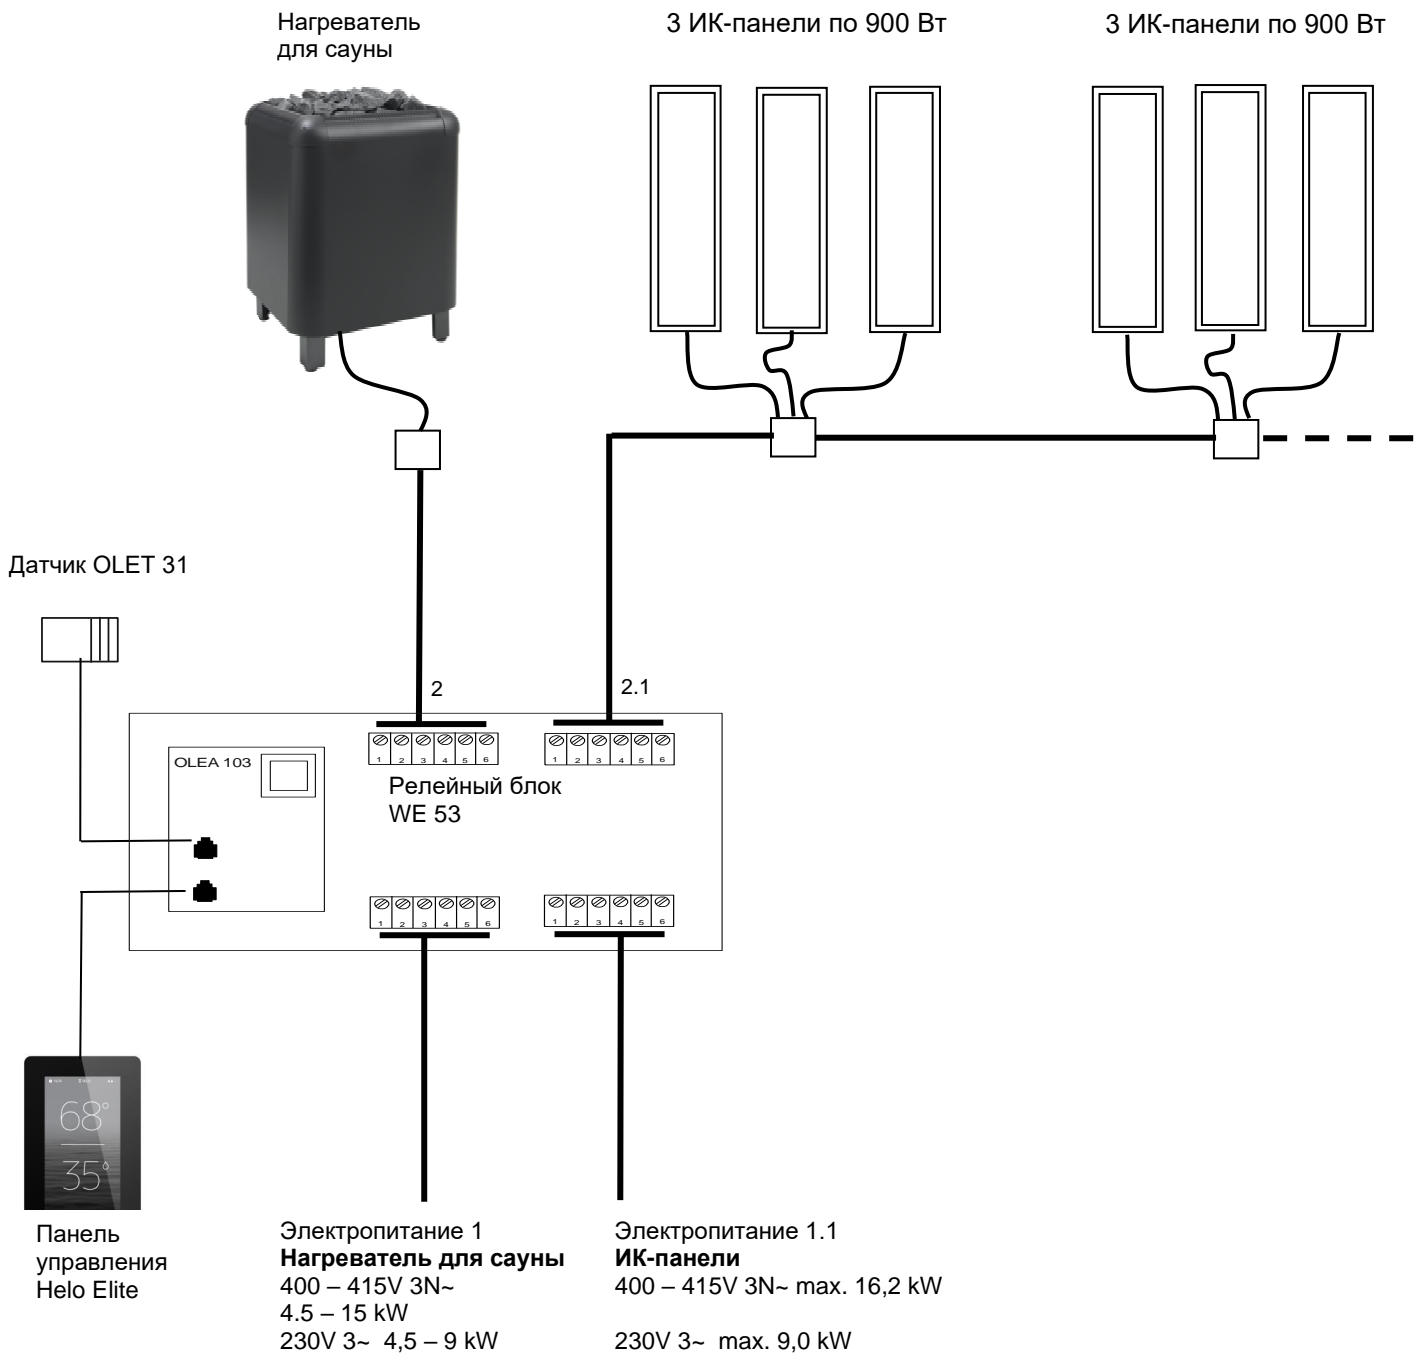 Нагреватель
для сауны
3 ИК-панели по 900 Вт
3 ИК-панели по 900 Вт
Датчик OLET 31
2
2.1
1 2 3 4 5 6
1 2 3 4 5 6
OLEA 103
Релейный блок
WE 53
1 2 3 4 5 6
1 2 3 4 5 6
68°
35°
Панель
управления
Helo Elite
Электропитание 1
Нагреватель для сауны
400 – 415V 3N~
4.5 – 15 kW
230V 3~ 4,5 – 9 kW
Электропитание 1.1
ИК-панели
400 – 415V 3N~ max. 16,2 kW
230V 3~ max. 9,0 kW